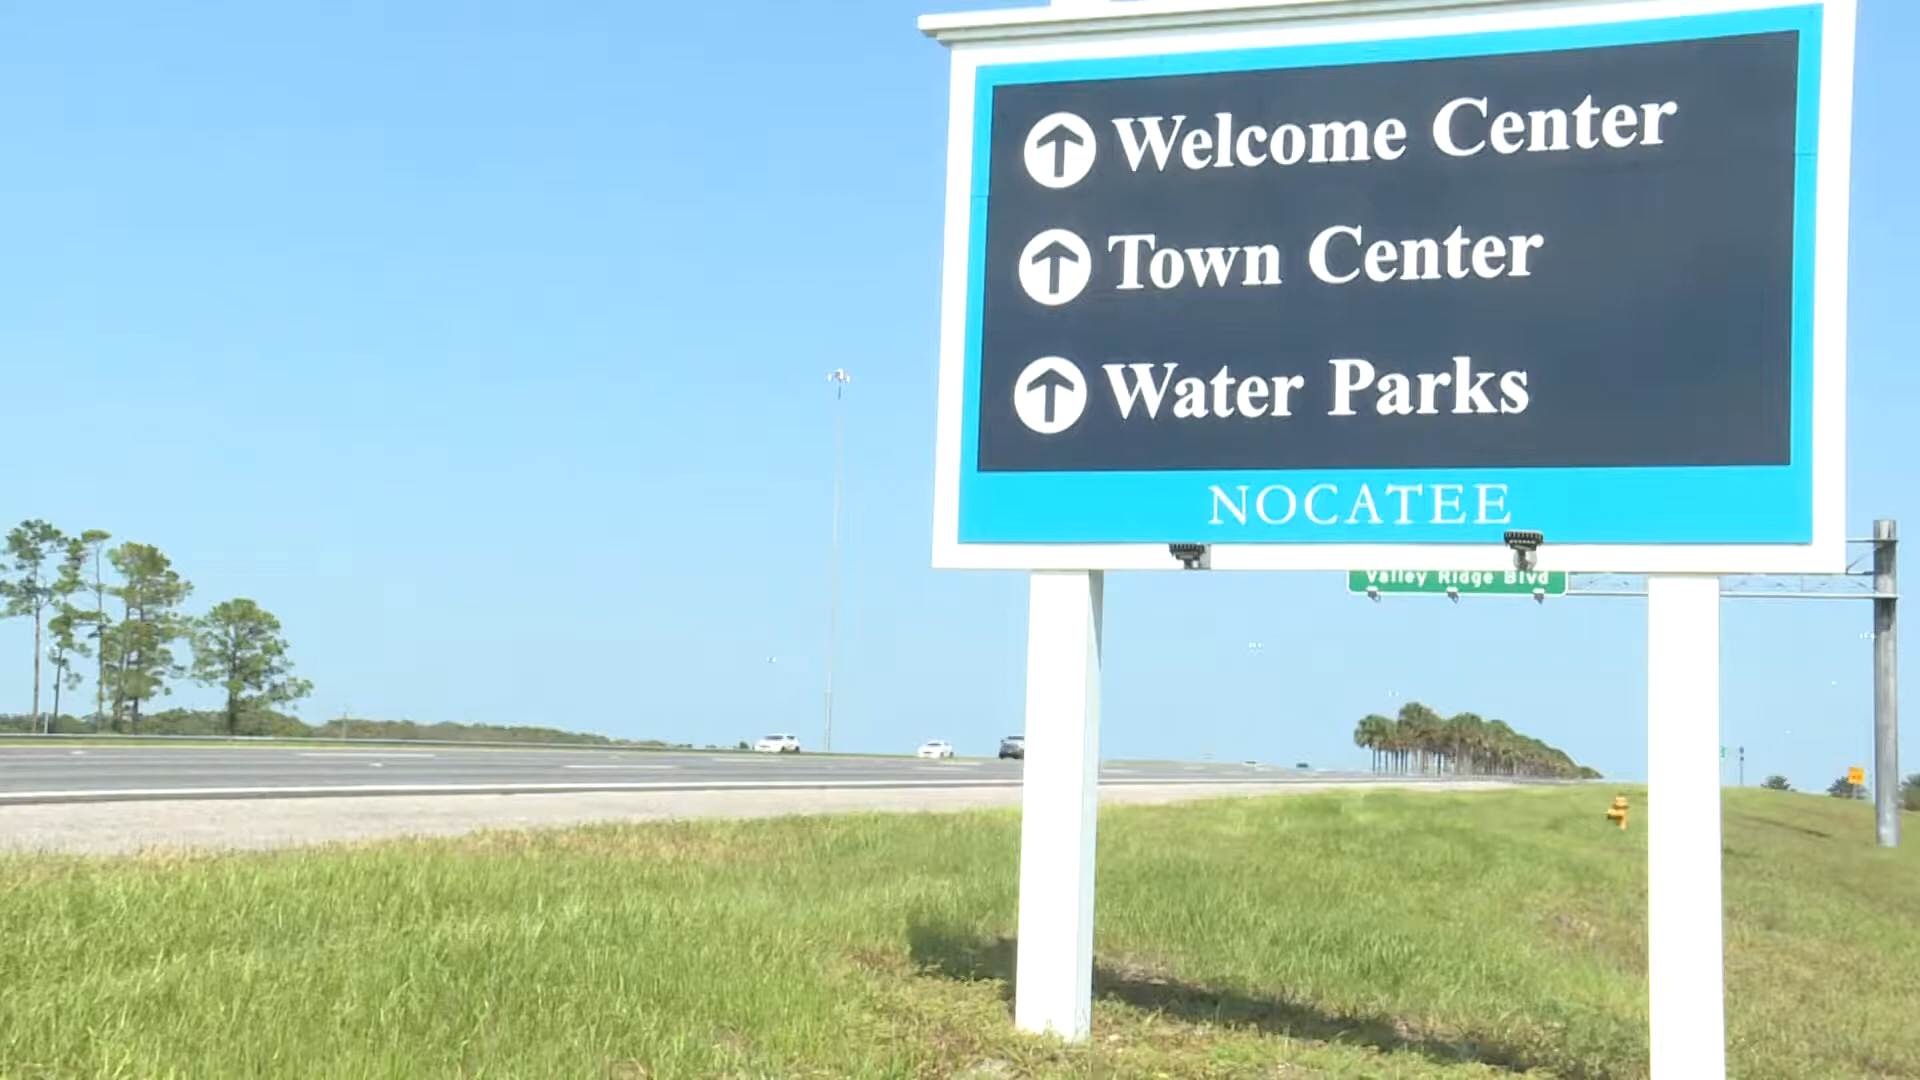 Welcome Center
Town Center
Water Parks
NOCATEE
Valley Ridge Blvd